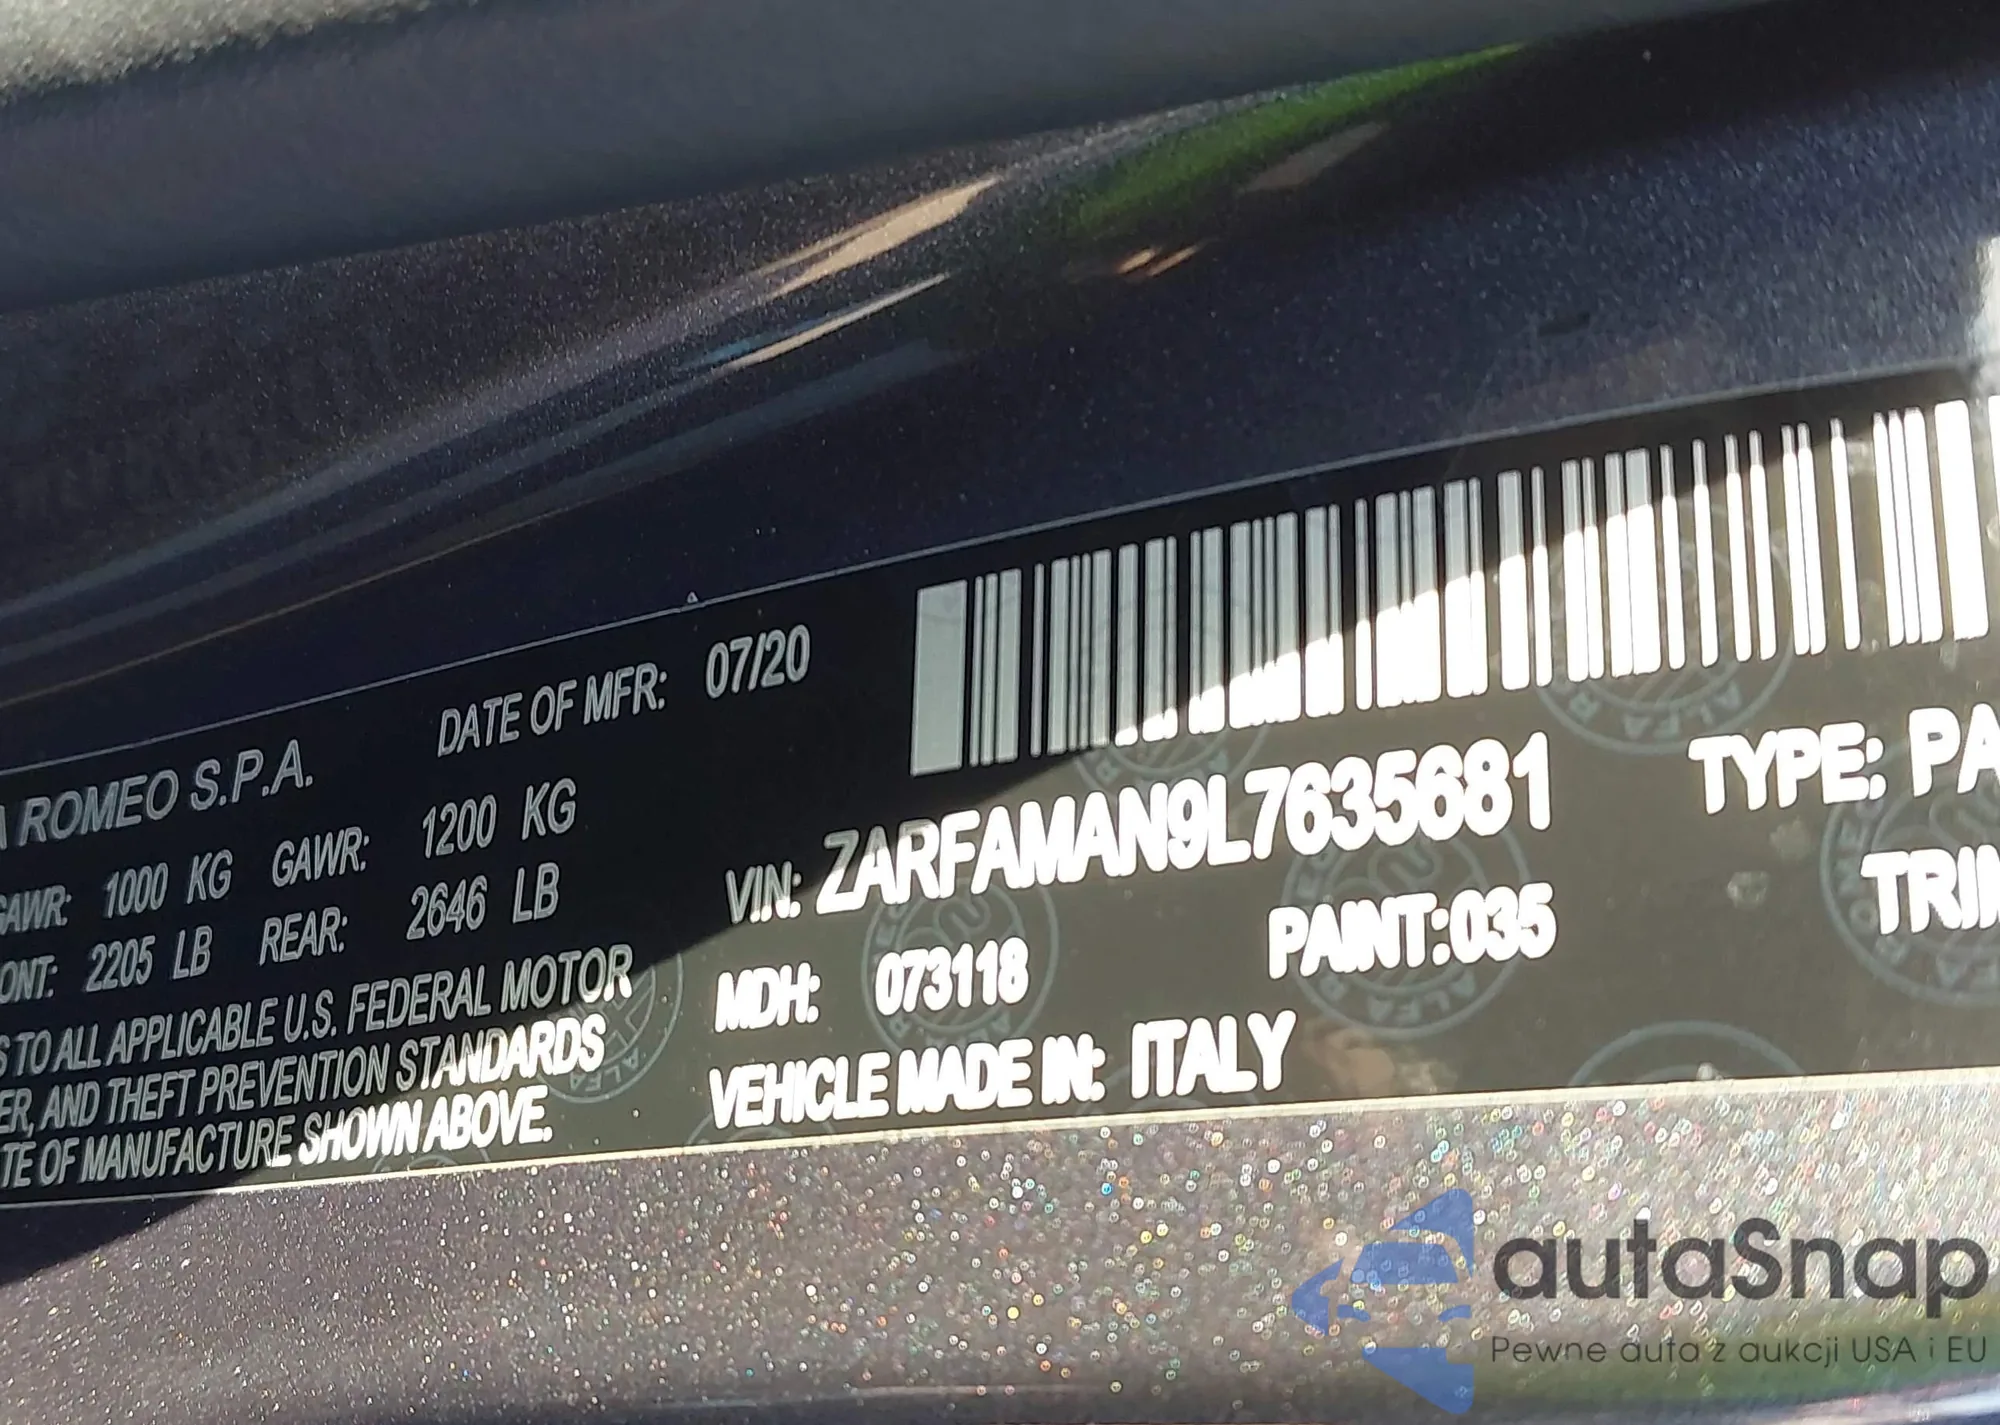 A ROMEO S.P.A. DATE OF MFR: 07/20
GAWR: 1000 KG GAWR: 1200 KG
ONT: 2205 LB REAR: 2646 LB
S TO ALL APPLICABLE U.S. FEDERAL MOTOR
ER, AND THEFT PREVENTION STANDARDS
TE OF MANUFACTURE SHOWN ABOVE.
VIN: ZARFAMAN9L7635681 TYPE: PA
MDH: 073118 PAINT:035 TRIM
VEHICLE MADE IN: ITALY
autaSnap
Pewne auta z aukcji USA i EU